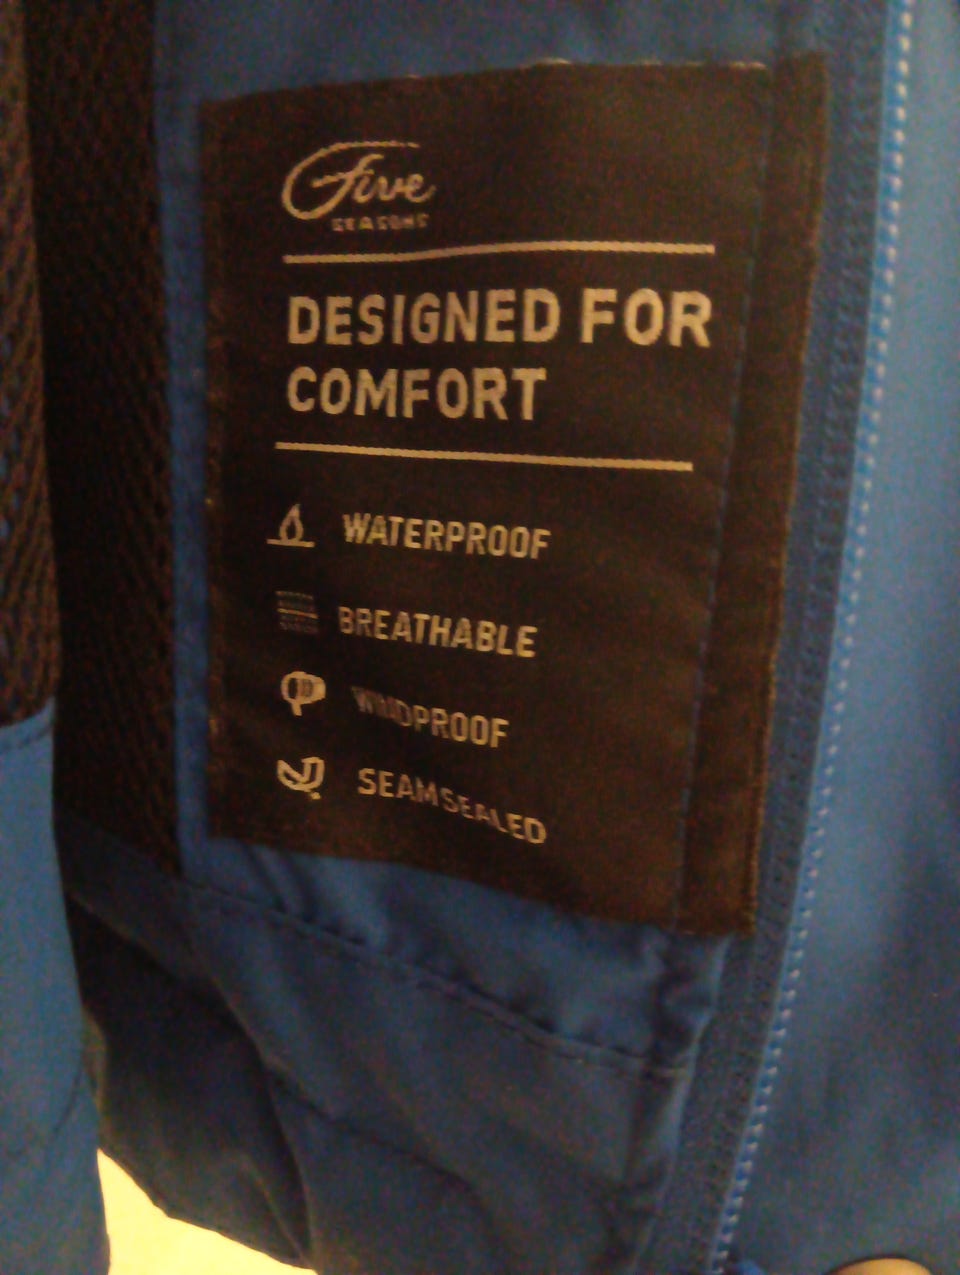 Five
SEASONS
DESIGNED FOR
COMFORT
WATERPROOF
BREATHABLE
WINDPROOF
SEAMSEALED